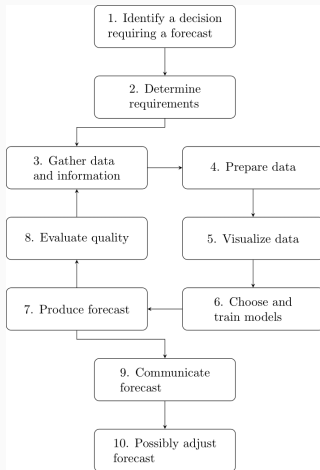 1. Identify a decision
requiring a forecast
2. Determine
requirements
3. Gather data
and information
4. Prepare data
8. Evaluate quality
5. Visualize data
7. Produce forecast
6. Choose and
train models
9. Communicate
forecast
10. Possibly adjust
forecast